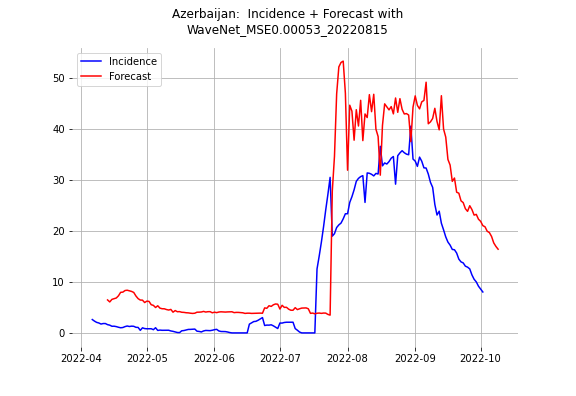 Azerbaijan:  Incidence + Forecast with
WaveNet_MSE0.00053_20220815
Incidence
Forecast
50
40
30
20
10
0
2022-04 2022-05 2022-06 2022-07 2022-08 2022-09 2022-10